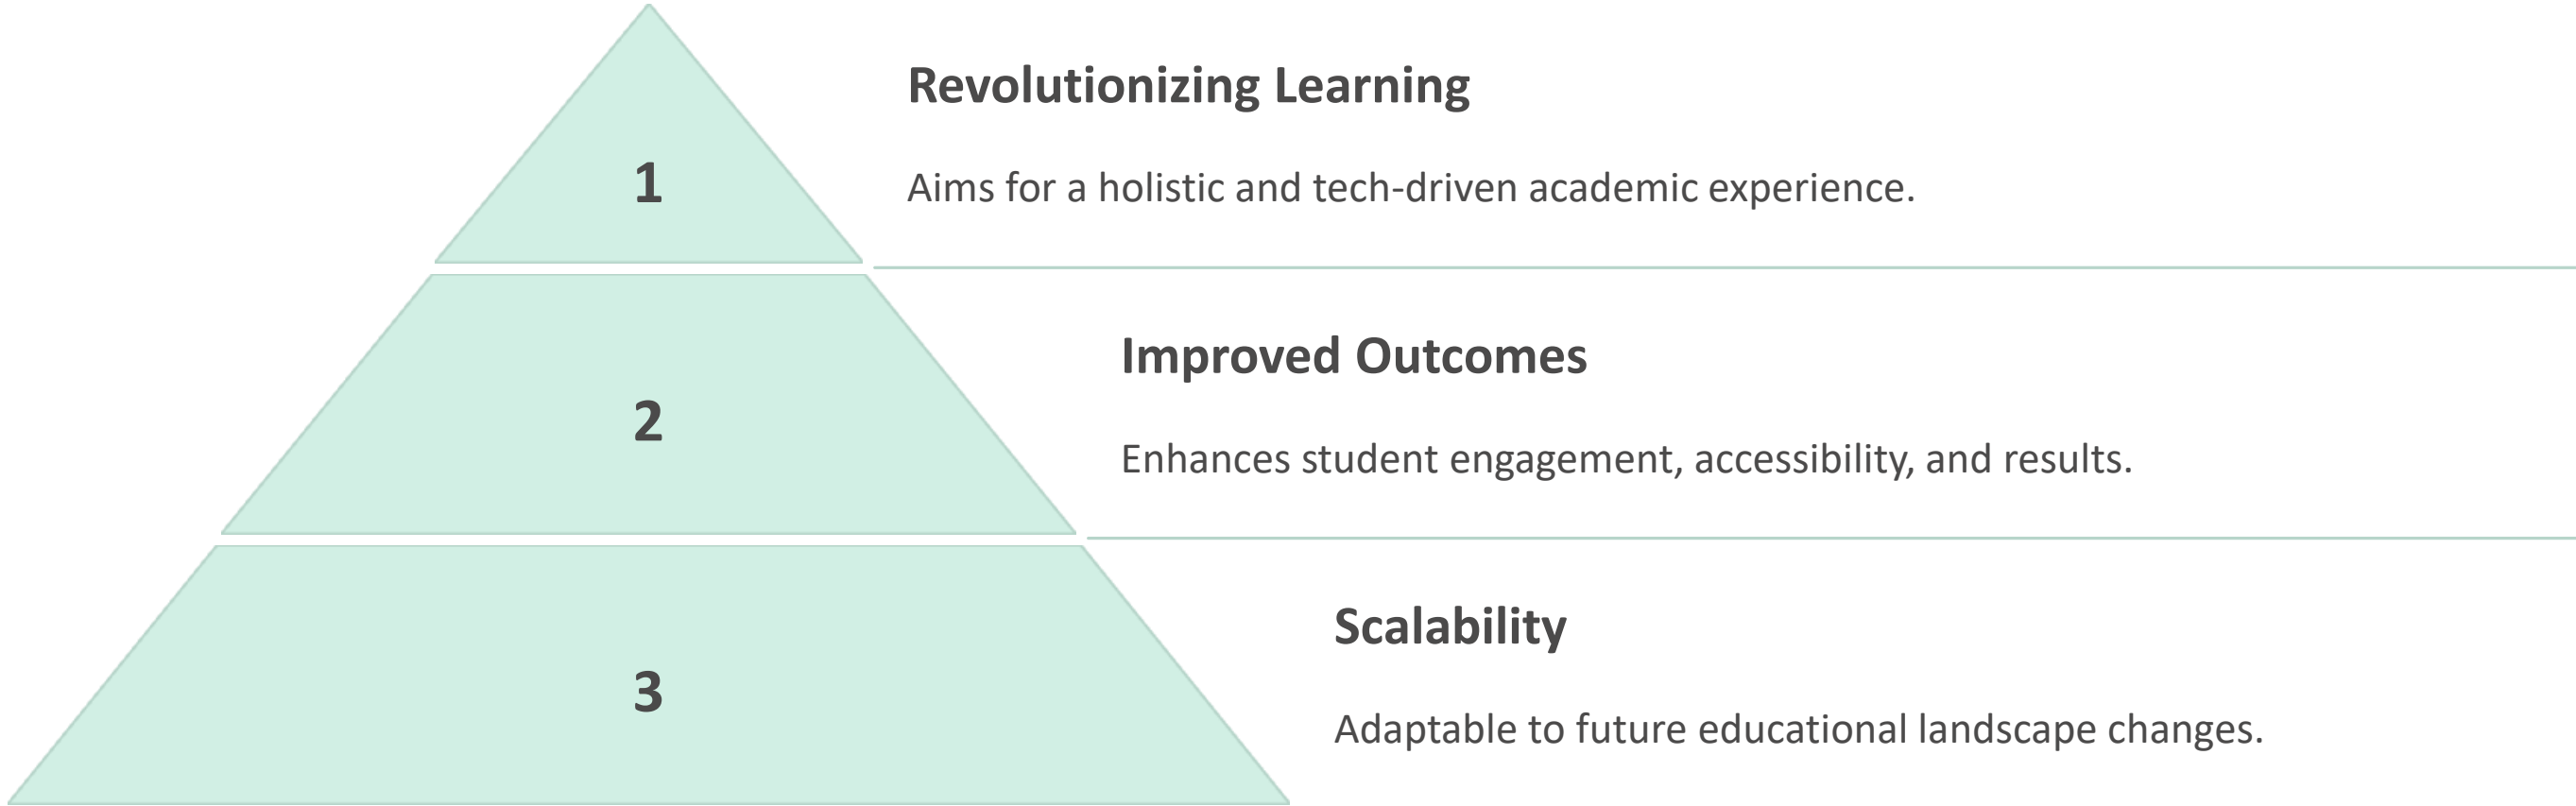 1
Revolutionizing Learning
Aims for a holistic and tech-driven academic experience.
2
Improved Outcomes
Enhances student engagement, accessibility, and results.
3
Scalability
Adaptable to future educational landscape changes.